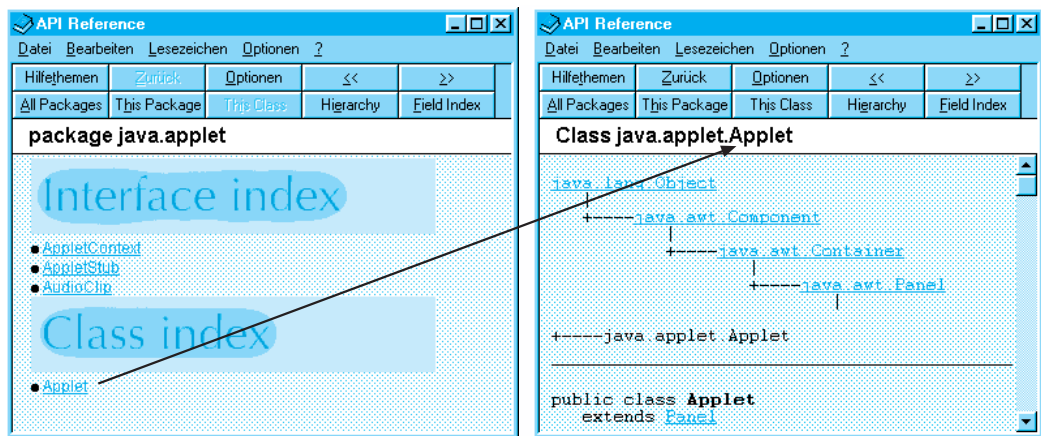 API Reference
Datei Bearbeiten Lesezeichen Optionen ?
Hilfethemen Zurück Optionen << >>
All Packages This Package This Class Hierarchy Field Index
package java.applet
Interface index
AppletContext
AppletStub
AudioClip
Class index
Applet
API Reference
Datei Bearbeiten Lesezeichen Optionen ?
Hilfethemen Zurück Optionen << >>
All Packages This Package This Class Hierarchy Field Index
Class java.applet.Applet
java.lang.Object
|
+----java.awt.Component
|
+----java.awt.Container
|
+----java.awt.Panel
|
+----java.applet.Applet
public class Applet
extends Panel